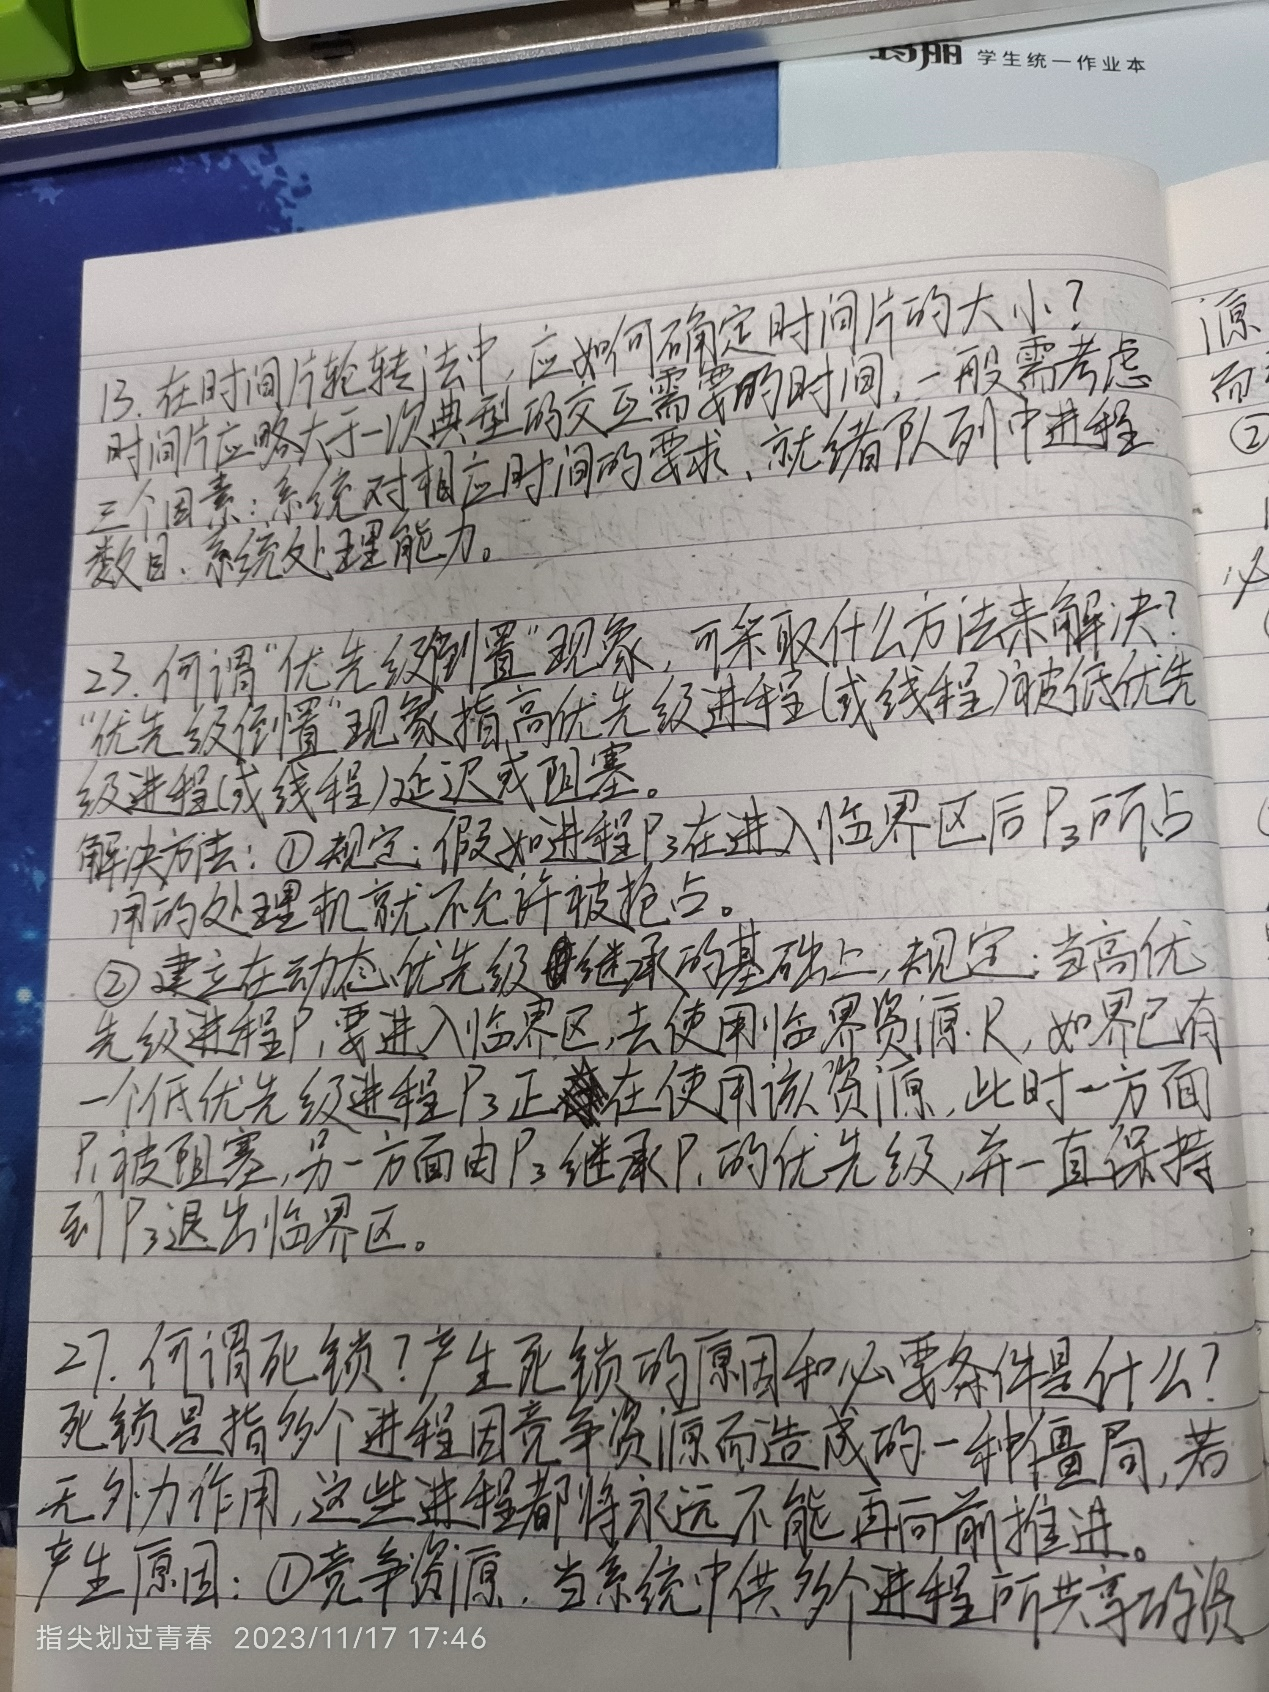 玛丽 学生统一作业本
13.在时间片轮转法中,应如何确定时间片的大小?
时间片应略大于一次典型的交互需要的时间,一般需考虑
三个因素:系统对相应时间的要求、就绪队列中进程
数目、系统处理能力。
23.何谓“优先级倒置”现象,可采取什么方法来解决?
“优先级倒置”现象指高优先级进程(或线程)被低优先
级进程(或线程)延迟或阻塞。
解决方法:①规定:假如进程P3在进入临界区后P3所占
用的处理机就不允许被抢占。
②建立在动态优先级继承的基础上,规定:当高优
先级进程P1要进入临界区,去使用临界资源R,如果已有
一个低优先级进程P3正在使用该资源,此时一方面
P1被阻塞,另一方面由P3继承P1的优先级,并一直保持
到P3退出临界区。
27.何谓死锁?产生死锁的原因和必要条件是什么?
死锁是指多个进程因竞争资源而造成的一种僵局,若
无外力作用,这些进程都将永远不能再向前推进。
产生原因:①竞争资源,当系统中供多个进程所共享的资
源
而
②
必
指尖划过青春 2023/11/17 17:46